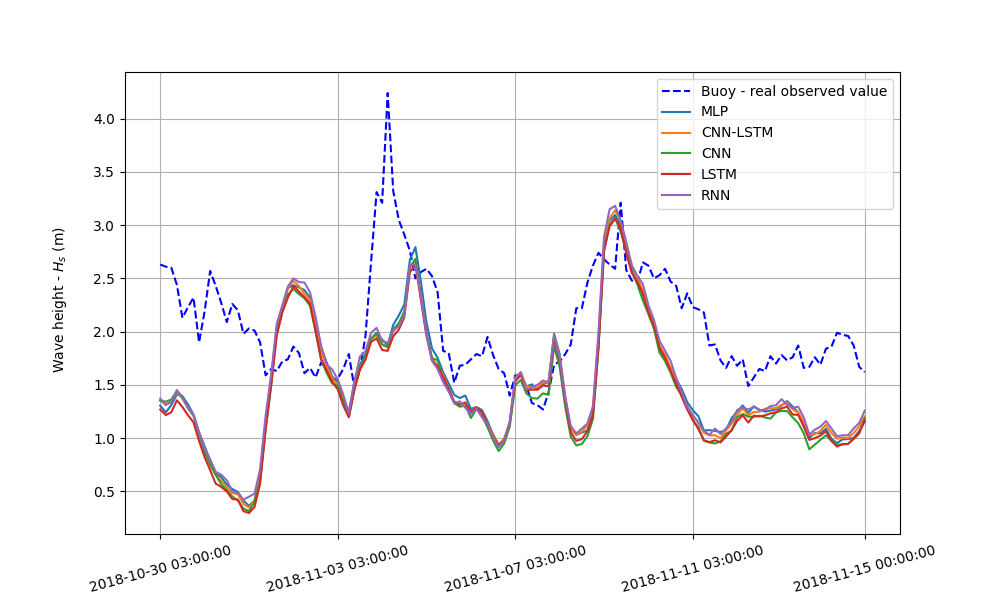 Buoy - real observed value
MLP
CNN-LSTM
CNN
LSTM
RNN
Wave height - Hₛ (m)
4.0
3.5
3.0
2.5
2.0
1.5
1.0
0.5
2018-10-30 03:00:00
2018-11-03 03:00:00
2018-11-07 03:00:00
2018-11-11 03:00:00
2018-11-15 00:00:00